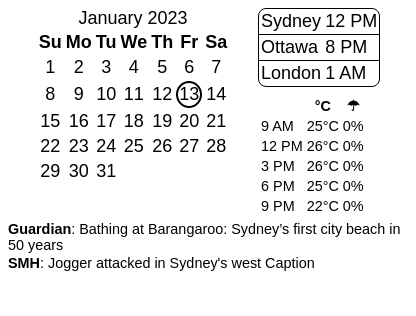 January 2023
Su Mo Tu We Th Fr Sa
1 2 3 4 5 6 7
8 9 10 11 12 13 14
15 16 17 18 19 20 21
22 23 24 25 26 27 28
29 30 31
Sydney 12 PM
Ottawa 8 PM
London 1 AM
°C ☂
9 AM 25°C 0%
12 PM 26°C 0%
3 PM 26°C 0%
6 PM 25°C 0%
9 PM 22°C 0%
Guardian: Bathing at Barangaroo: Sydney’s first city beach in
50 years
SMH: Jogger attacked in Sydney's west Caption